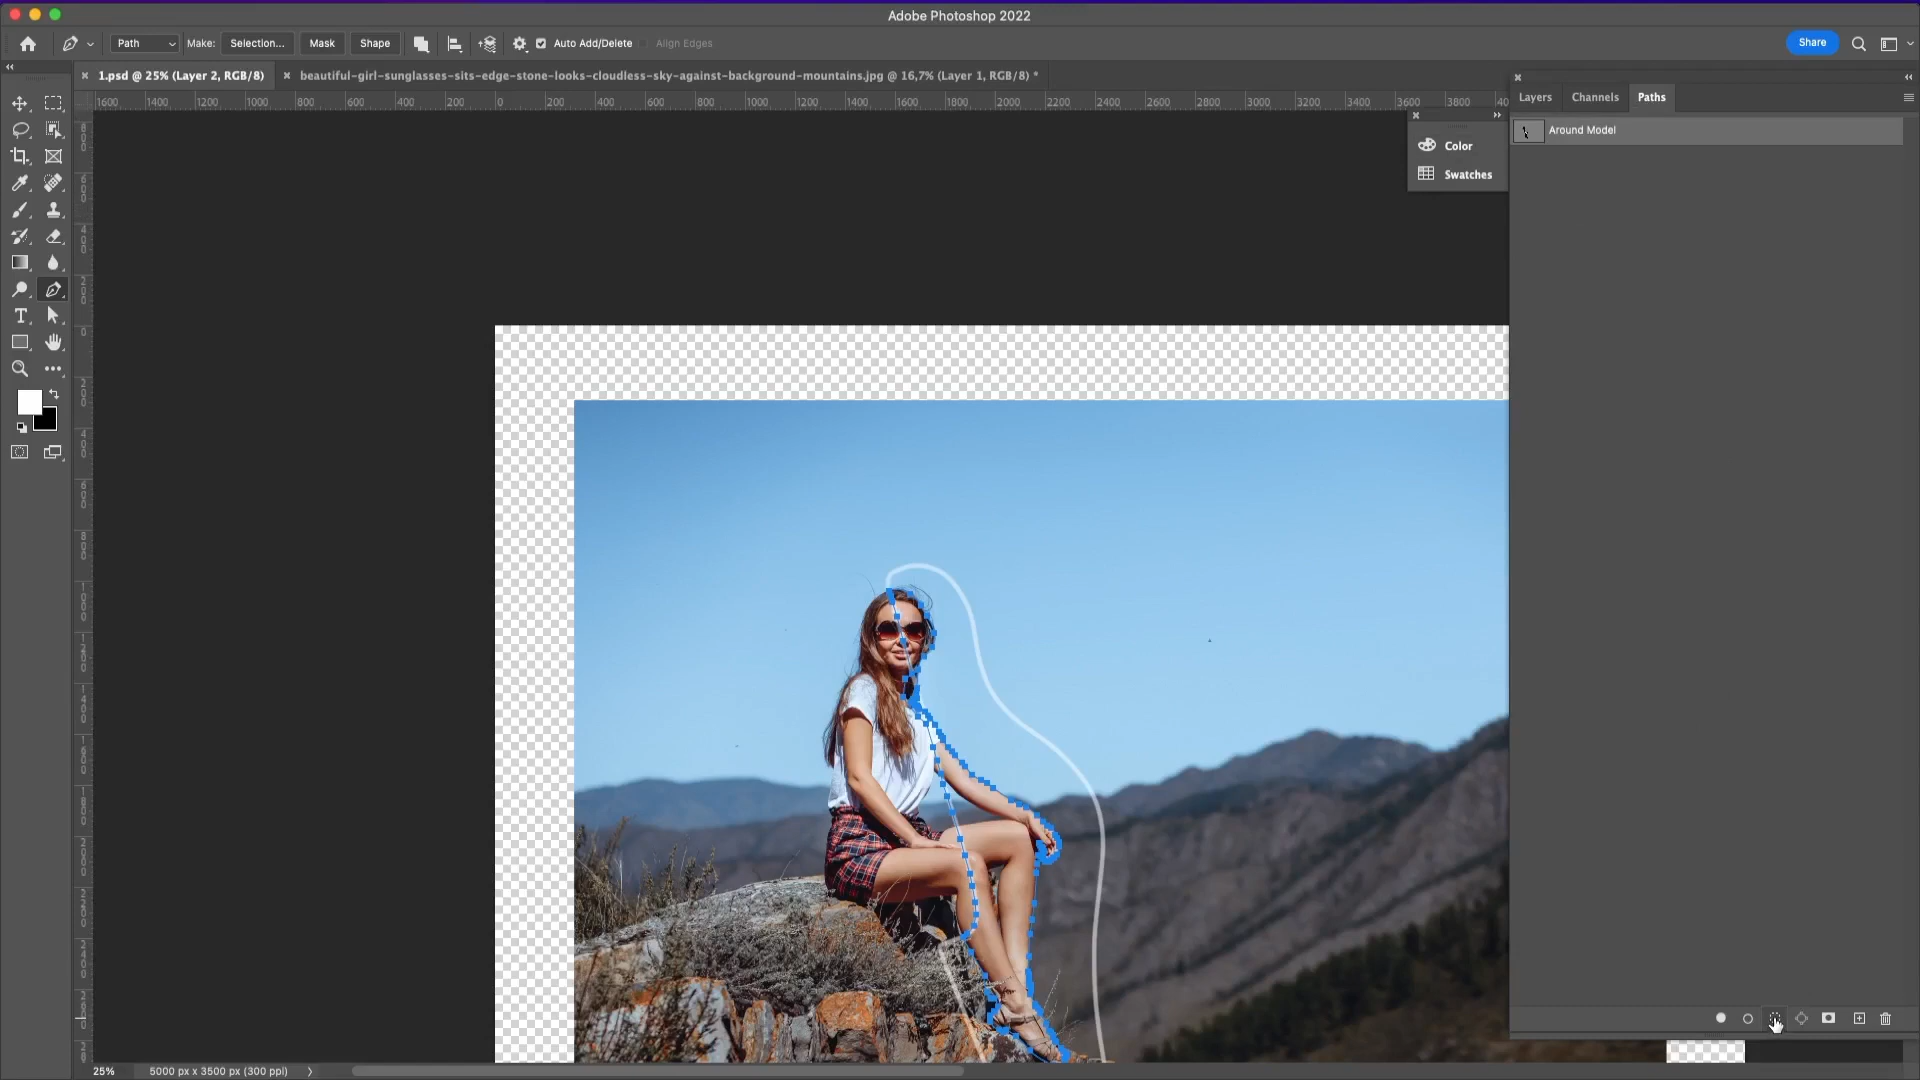 Adobe Photoshop 2022
Path Make: Selection... Mask Shape Auto Add/Delete Align Edges Share
1.psd @ 25% (Layer 2, RGB/8) beautiful-girl-sunglasses-sits-edge-stone-looks-cloudless-sky-against-background-mountains.jpg @ 16,7% (Layer 1, RGB/8) *
1600 1400 1200 1000 800 600 400 200 0 200 400 600 800 1000 1200 1400 1600 1800 2000 2200 2400 2600 2800 3000 3200 3400 3600 3800
Layers Channels Paths
Around Model
Color
Swatches
25% 5000 px x 3500 px (300 ppi)